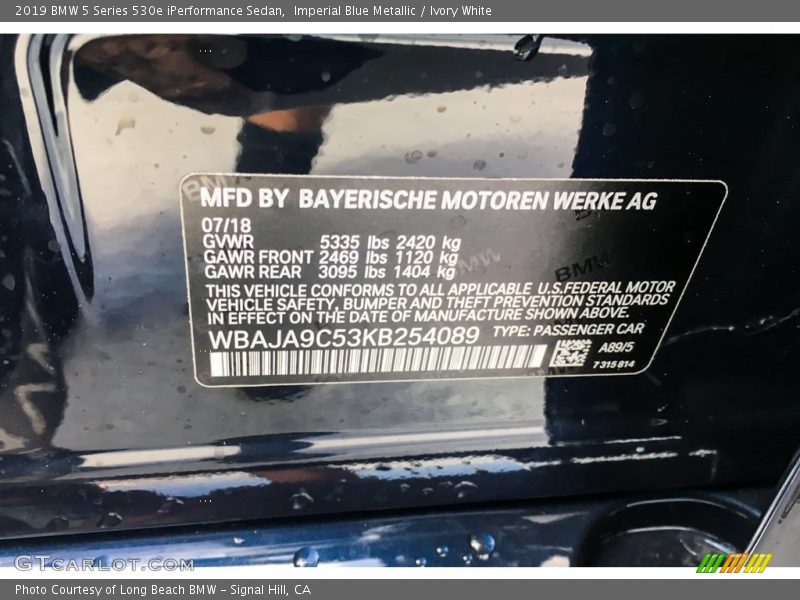 2019 BMW 5 Series 530e iPerformance Sedan,  Imperial Blue Metallic / Ivory White
MFD BY BAYERISCHE MOTOREN WERKE AG
07/18
GVWR 5335 lbs 2420 kg
GAWR FRONT 2469 lbs 1120 kg
GAWR REAR 3095 lbs 1404 kg
THIS VEHICLE CONFORMS TO ALL APPLICABLE U.S.FEDERAL MOTOR
VEHICLE SAFETY, BUMPER AND THEFT PREVENTION STANDARDS
IN EFFECT ON THE DATE OF MANUFACTURE SHOWN ABOVE.
WBAJA9C53KB254089 TYPE: PASSENGER CAR
A89/5
7315814
GTCarLot.com
Photo Courtesy of Long Beach BMW - Signal Hill, CA